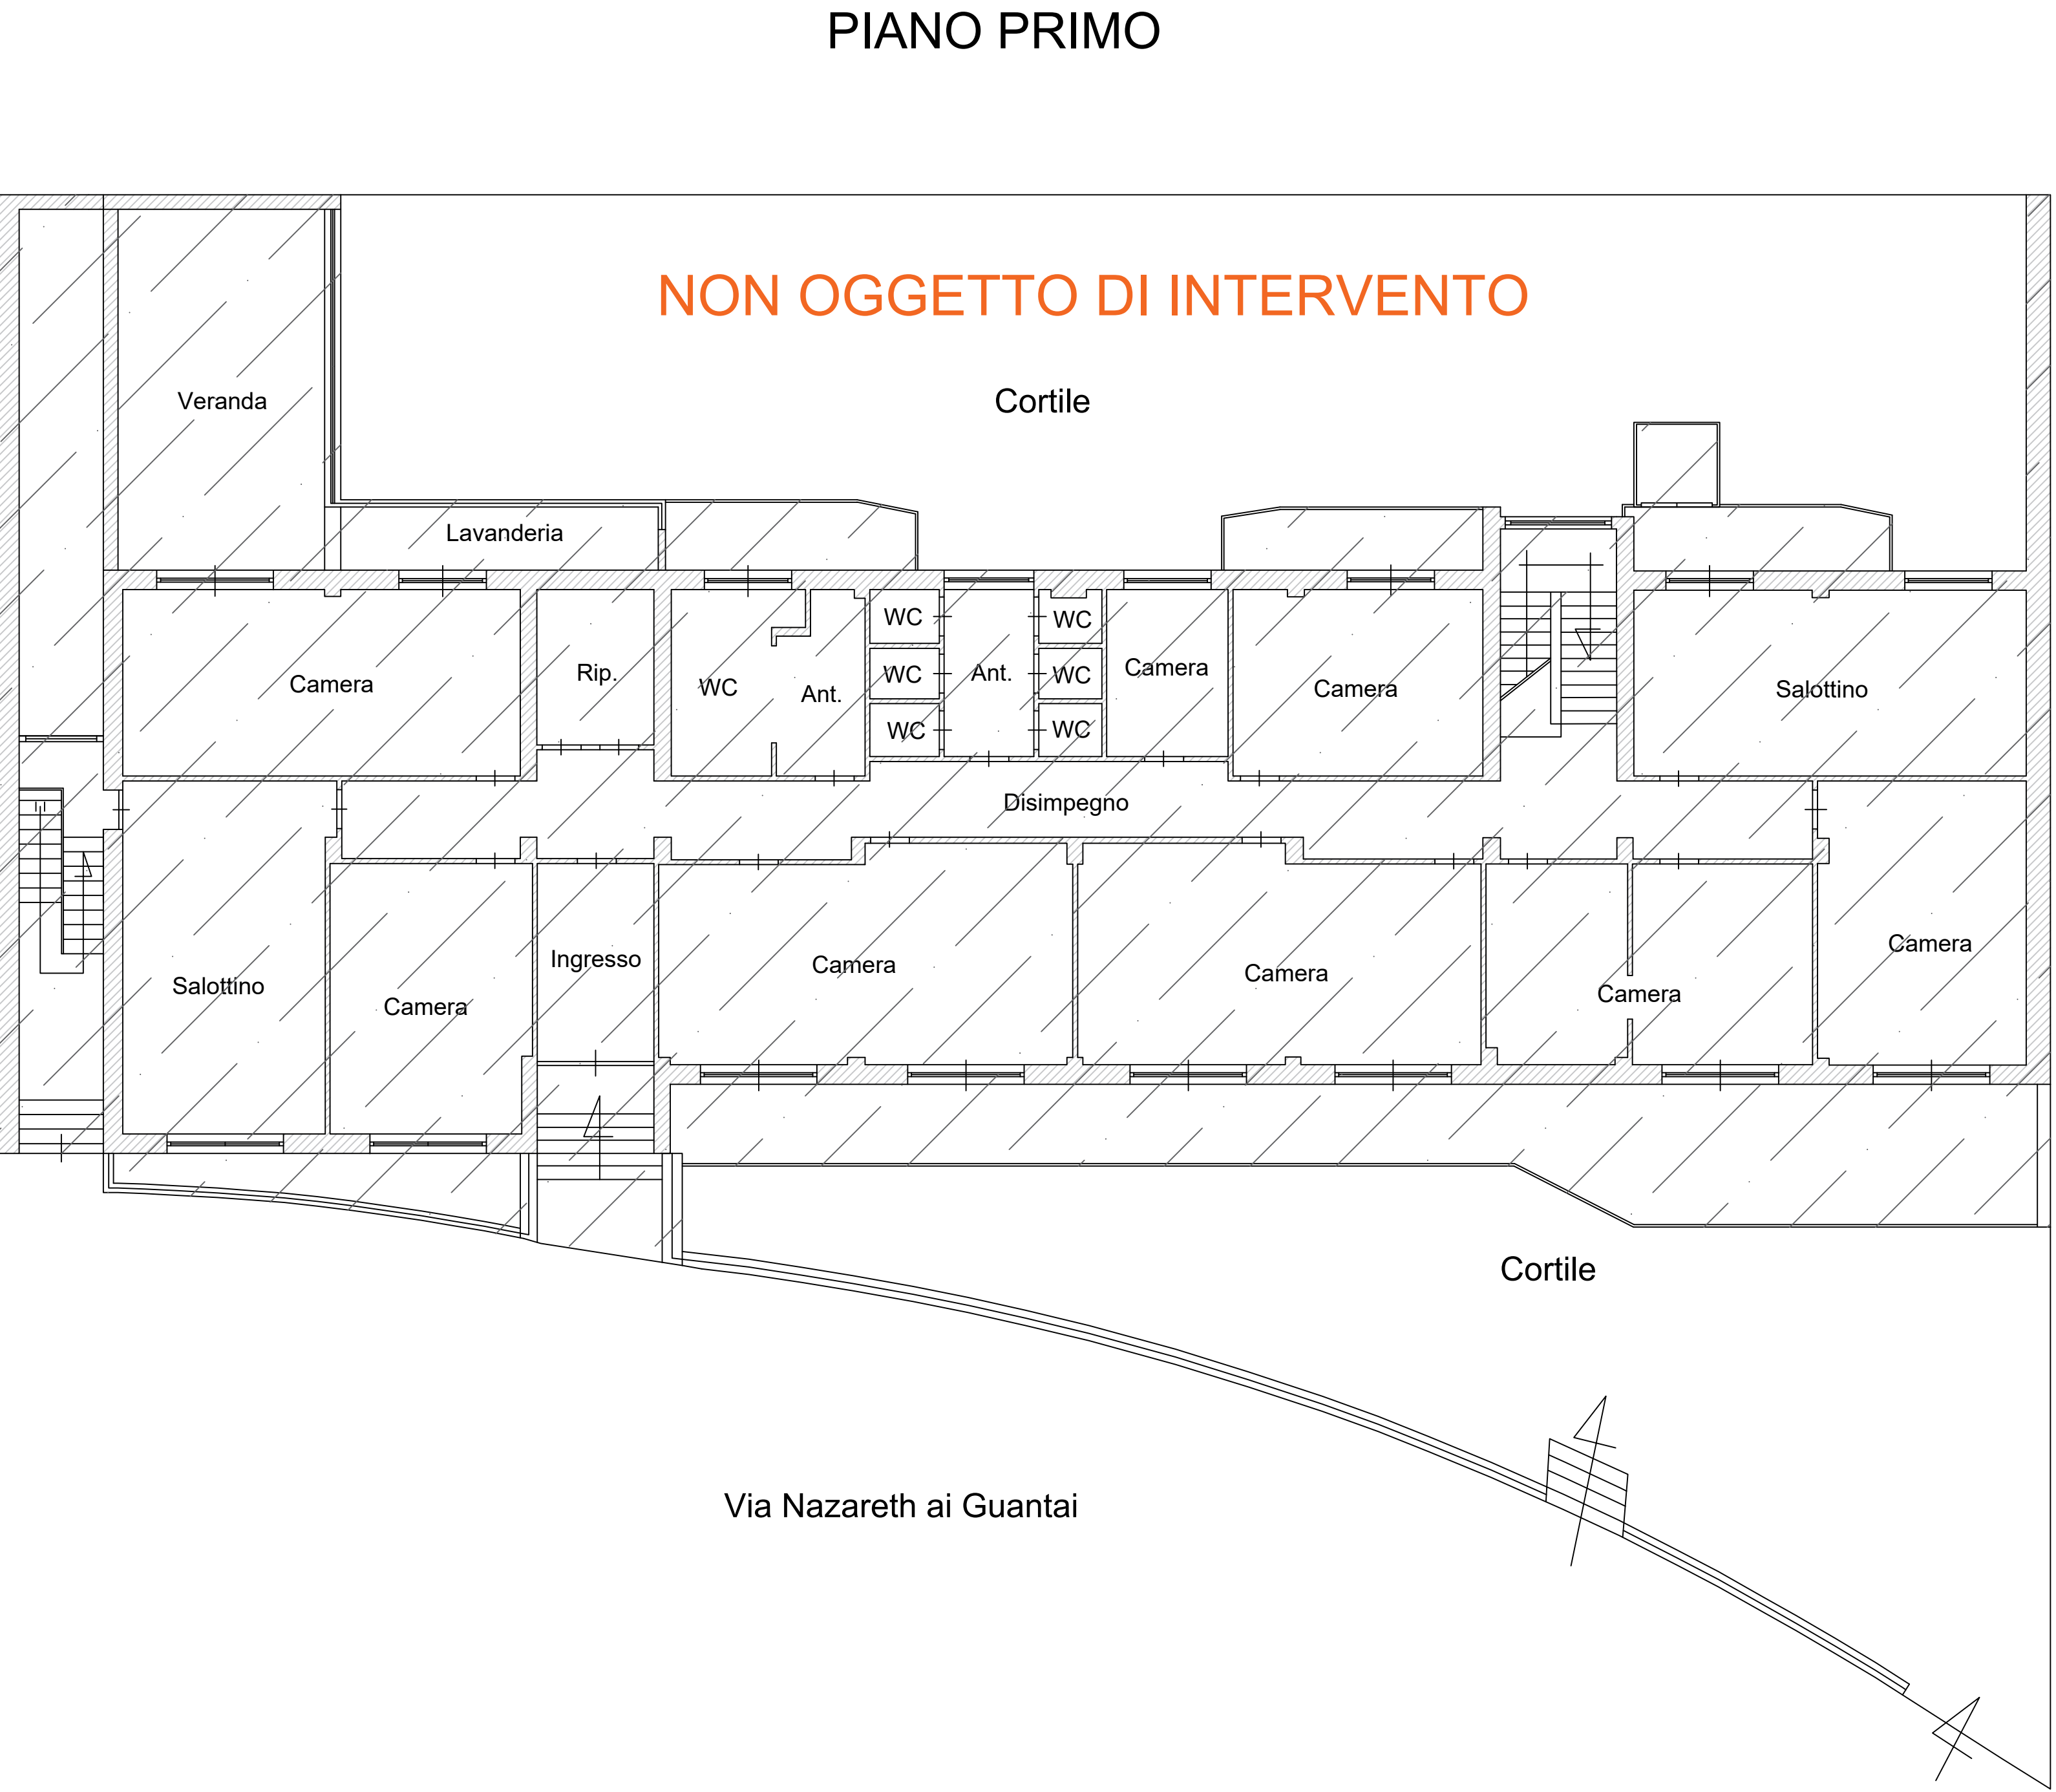 PIANO PRIMO
NON OGGETTO DI INTERVENTO
Cortile
Veranda
Lavanderia
WC
WC
Camera
Rip.
WC
Ant.
WC
Ant.
WC
Camera
Camera
Salottino
WC
WC
Disimpegno
Salottino
Camera
Ingresso
Camera
Camera
Camera
Camera
Cortile
Via Nazareth ai Guantai